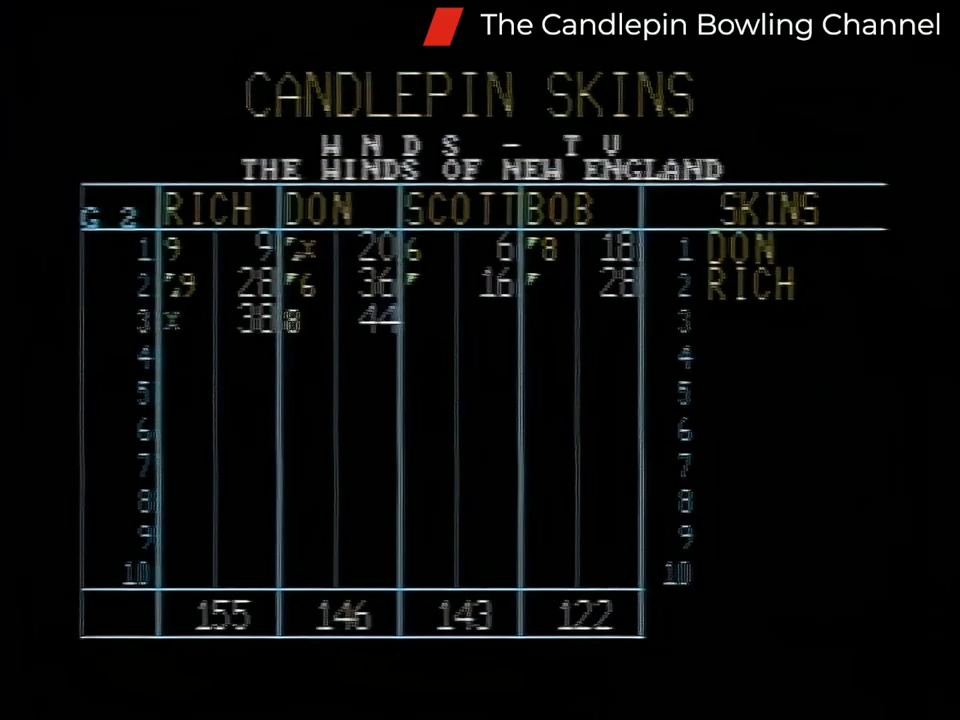 The Candlepin Bowling Channel
CANDLEPIN SKINS
W N D S - T V
THE WINDS OF NEW ENGLAND
G 2 RICH DON SCOTT BOB SKINS
1 9 9 x 20 6 6 8 18 1 DON
2 9 28 6 36 16 28 2 RICH
3 x 38 8 44 3
4 4
5 5
6 6
7 7
8 8
9 9
10 10
155 146 143 122